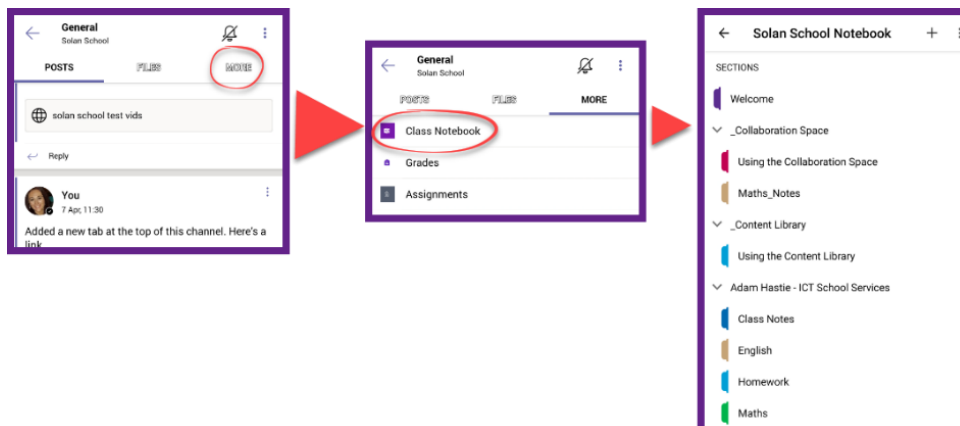 General
Solan School
POSTS FILES MORE
solan school test vids
Reply
You
7 Apr, 11:30
Added a new tab at the top of this channel. Here's a
link
General
Solan School
POSTS FILES MORE
Class Notebook
Grades
Assignments
Solan School Notebook
SECTIONS
Welcome
_Collaboration Space
Using the Collaboration Space
Maths_Notes
_Content Library
Using the Content Library
Adam Hastie - ICT School Services
Class Notes
English
Homework
Maths